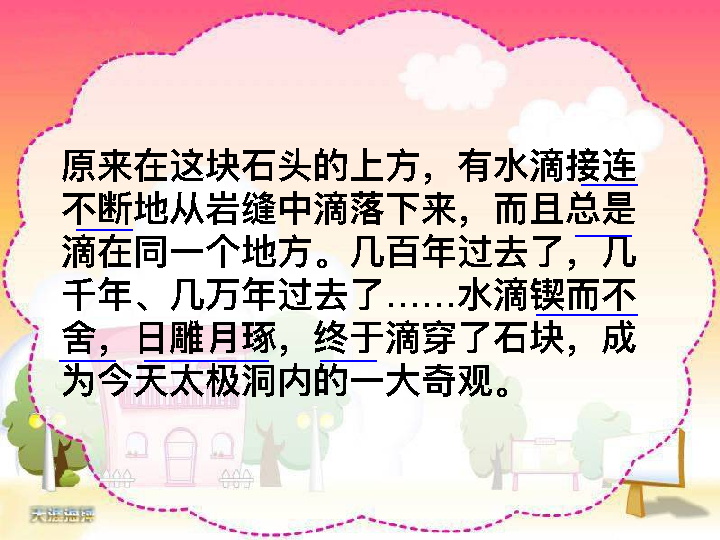 原来在这块石头的上方，有水滴接连
不断地从岩缝中滴落下来，而且总是
滴在同一个地方。几百年过去了，几
千年、几万年过去了……水滴锲而不
舍，日雕月琢，终于滴穿了石块，成
为今天太极洞内的一大奇观。